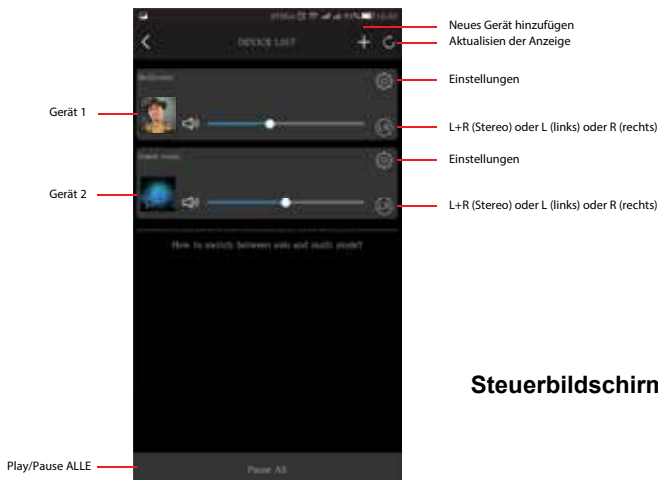 Neues Gerät hinzufügen
Aktualisien der Anzeige
DEVICE LIST
Einstellungen
Gerät 1
L+R (Stereo) oder L (links) oder R (rechts)
Einstellungen
Gerät 2
L+R (Stereo) oder L (links) oder R (rechts)
How to switch between solo and multi mode?
Steuerbildschirm
Play/Pause ALLE
Pause All